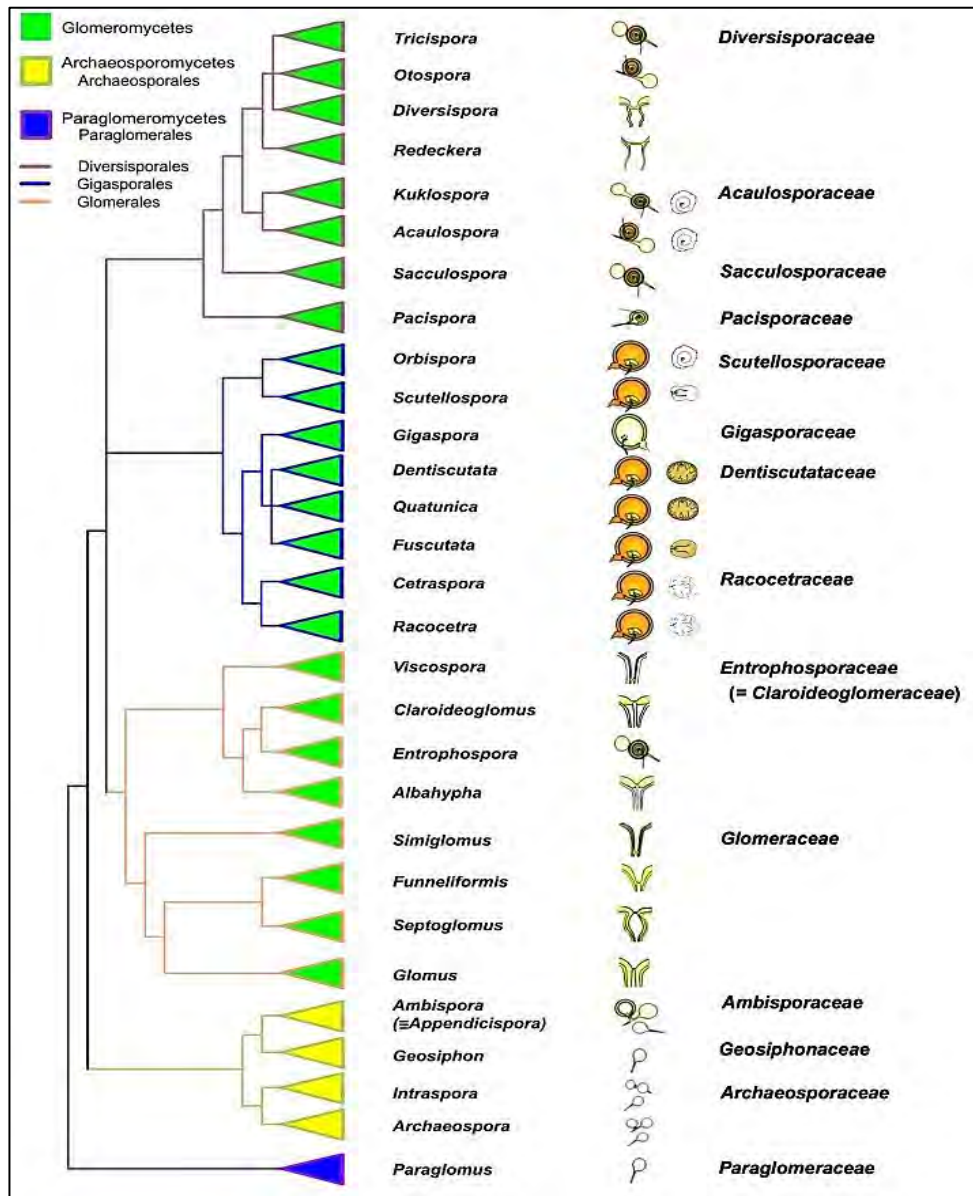 Glomeromycetes
Archaeosporomycetes
Archaeosporales
Paraglomeromycetes
Paraglomerales
Diversisporales
Gigasporales
Glomerales
Tricispora Diversisporaceae
Otospora
Diversispora
Redeckera
Kuklospora Acaulosporaceae
Acaulospora
Sacculospora Sacculosporaceae
Pacispora Pacisporaceae
Orbispora Scutellosporaceae
Scutellospora
Gigaspora Gigasporaceae
Dentiscutata Dentiscutataceae
Quatunica
Fuscutata
Cetraspora Racocetraceae
Racocetra
Viscospora Entrophosporaceae
(= Claroideoglomeraceae)
Claroideoglomus
Entrophospora
Albahypha
Simiglomus Glomeraceae
Funneliformis
Septoglomus
Glomus
Ambispora Ambisporaceae
(≡Appendicispora)
Geosiphon Geosiphonaceae
Intraspora Archaeosporaceae
Archaeospora
Paraglomus Paraglomeraceae